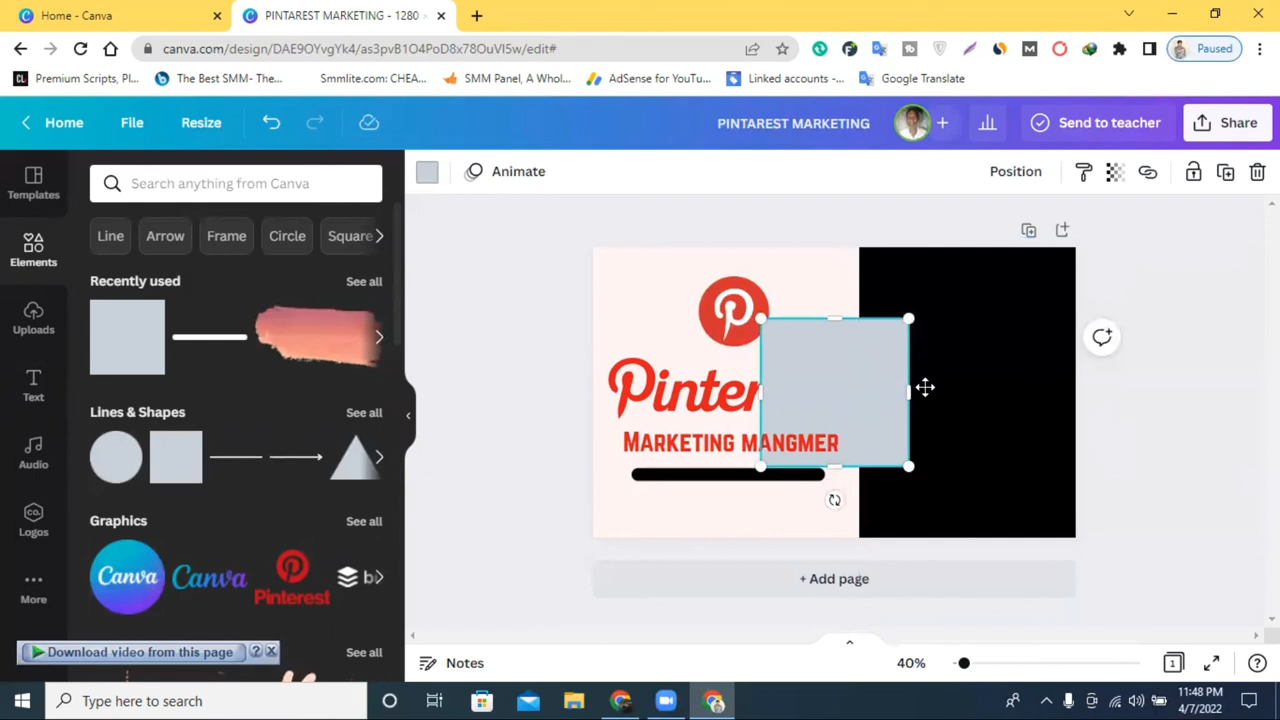 Home - Canva
PINTAREST MARKETING - 1280
canva.com/design/DAE9OYvgYk4/as3pvB1O4PoD8x78OuVI5w/edit#
Paused
Premium Scripts, Pl...
The Best SMM- The...
Smmlite.com: CHEA...
SMM Panel, A Whol...
AdSense for YouTu...
Linked accounts -...
Google Translate
Home
File
Resize
PINTAREST MARKETING
Send to teacher
Share
Templates
Search anything from Canva
Animate
Position
Elements
Line
Arrow
Frame
Circle
Square
Recently used
See all
Uploads
Text
Lines & Shapes
See all
Pinter
MARKETING MANGMER
Audio
Logos
Graphics
See all
Canva
Canva
Pinterest
+ Add page
More
Download video from this page
?
X
See all
Notes
40%
1
Type here to search
11:48 PM
4/7/2022